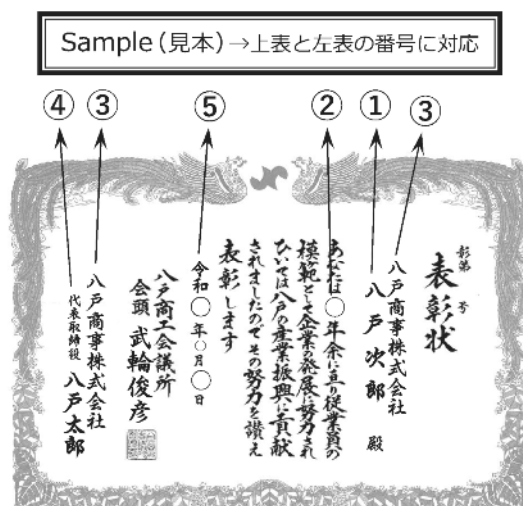 Sample（見本）→上表と左表の番号に対応
④ ③ ⑤ ② ① ③
彰第 号
表彰状
八戸商事株式会社
八戸次郎 殿
あなたは〇年余に亘り従業員の
模範として企業の発展に努力され
ひいては八戸の産業振興に貢献
されましたのでその努力を讃え
表彰します
令和〇年〇月〇日
八戸商工会議所
会頭 武輪俊彦
八戸商事株式会社
代表取締役 八戸太郎